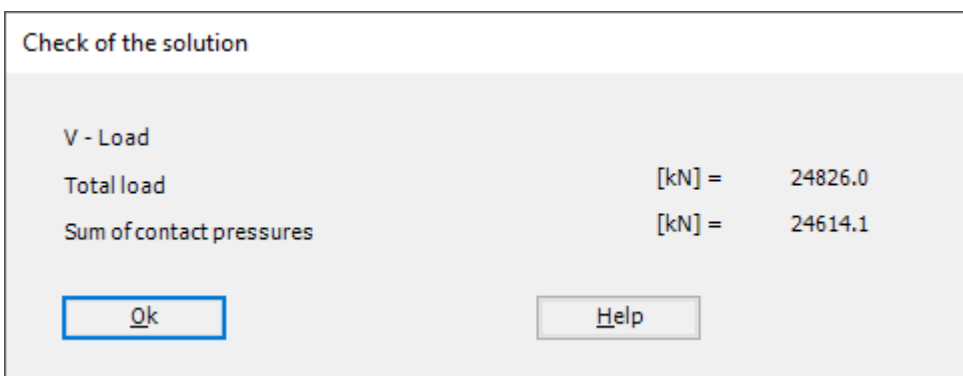 Check of the solution
V - Load
Total load [kN] = 24826.0
Sum of contact pressures [kN] = 24614.1
Ok Help